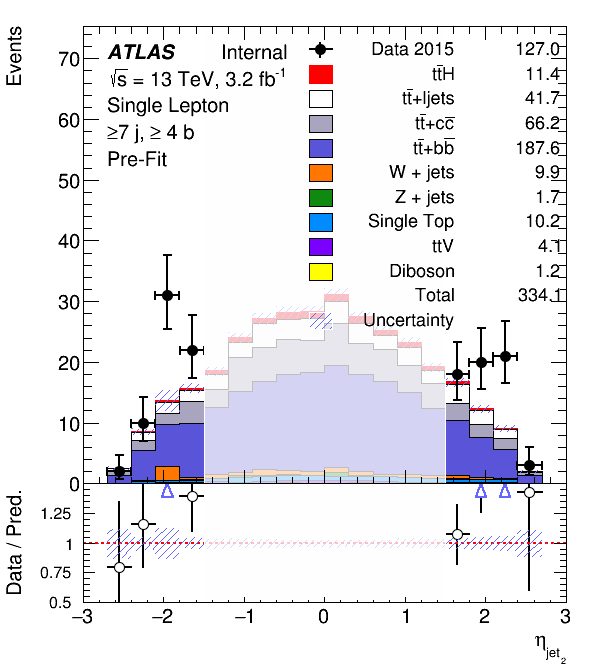 Events
70
60
50
40
30
20
10
0
ATLAS Internal
√s = 13 TeV, 3.2 fb⁻¹
Single Lepton
≥7 j, ≥ 4 b
Pre-Fit
Data 2015 127.0
tt̄H 11.4
tt̄+ljets 41.7
tt̄+cc̄ 66.2
tt̄+bb̄ 187.6
W + jets 9.9
Z + jets 1.7
Single Top 10.2
ttV 4.1
Diboson 1.2
Total 334.1
Uncertainty
Data / Pred.
1.25
1
0.75
0.5
−3 −2 −1 0 1 2 3
η_jet_2